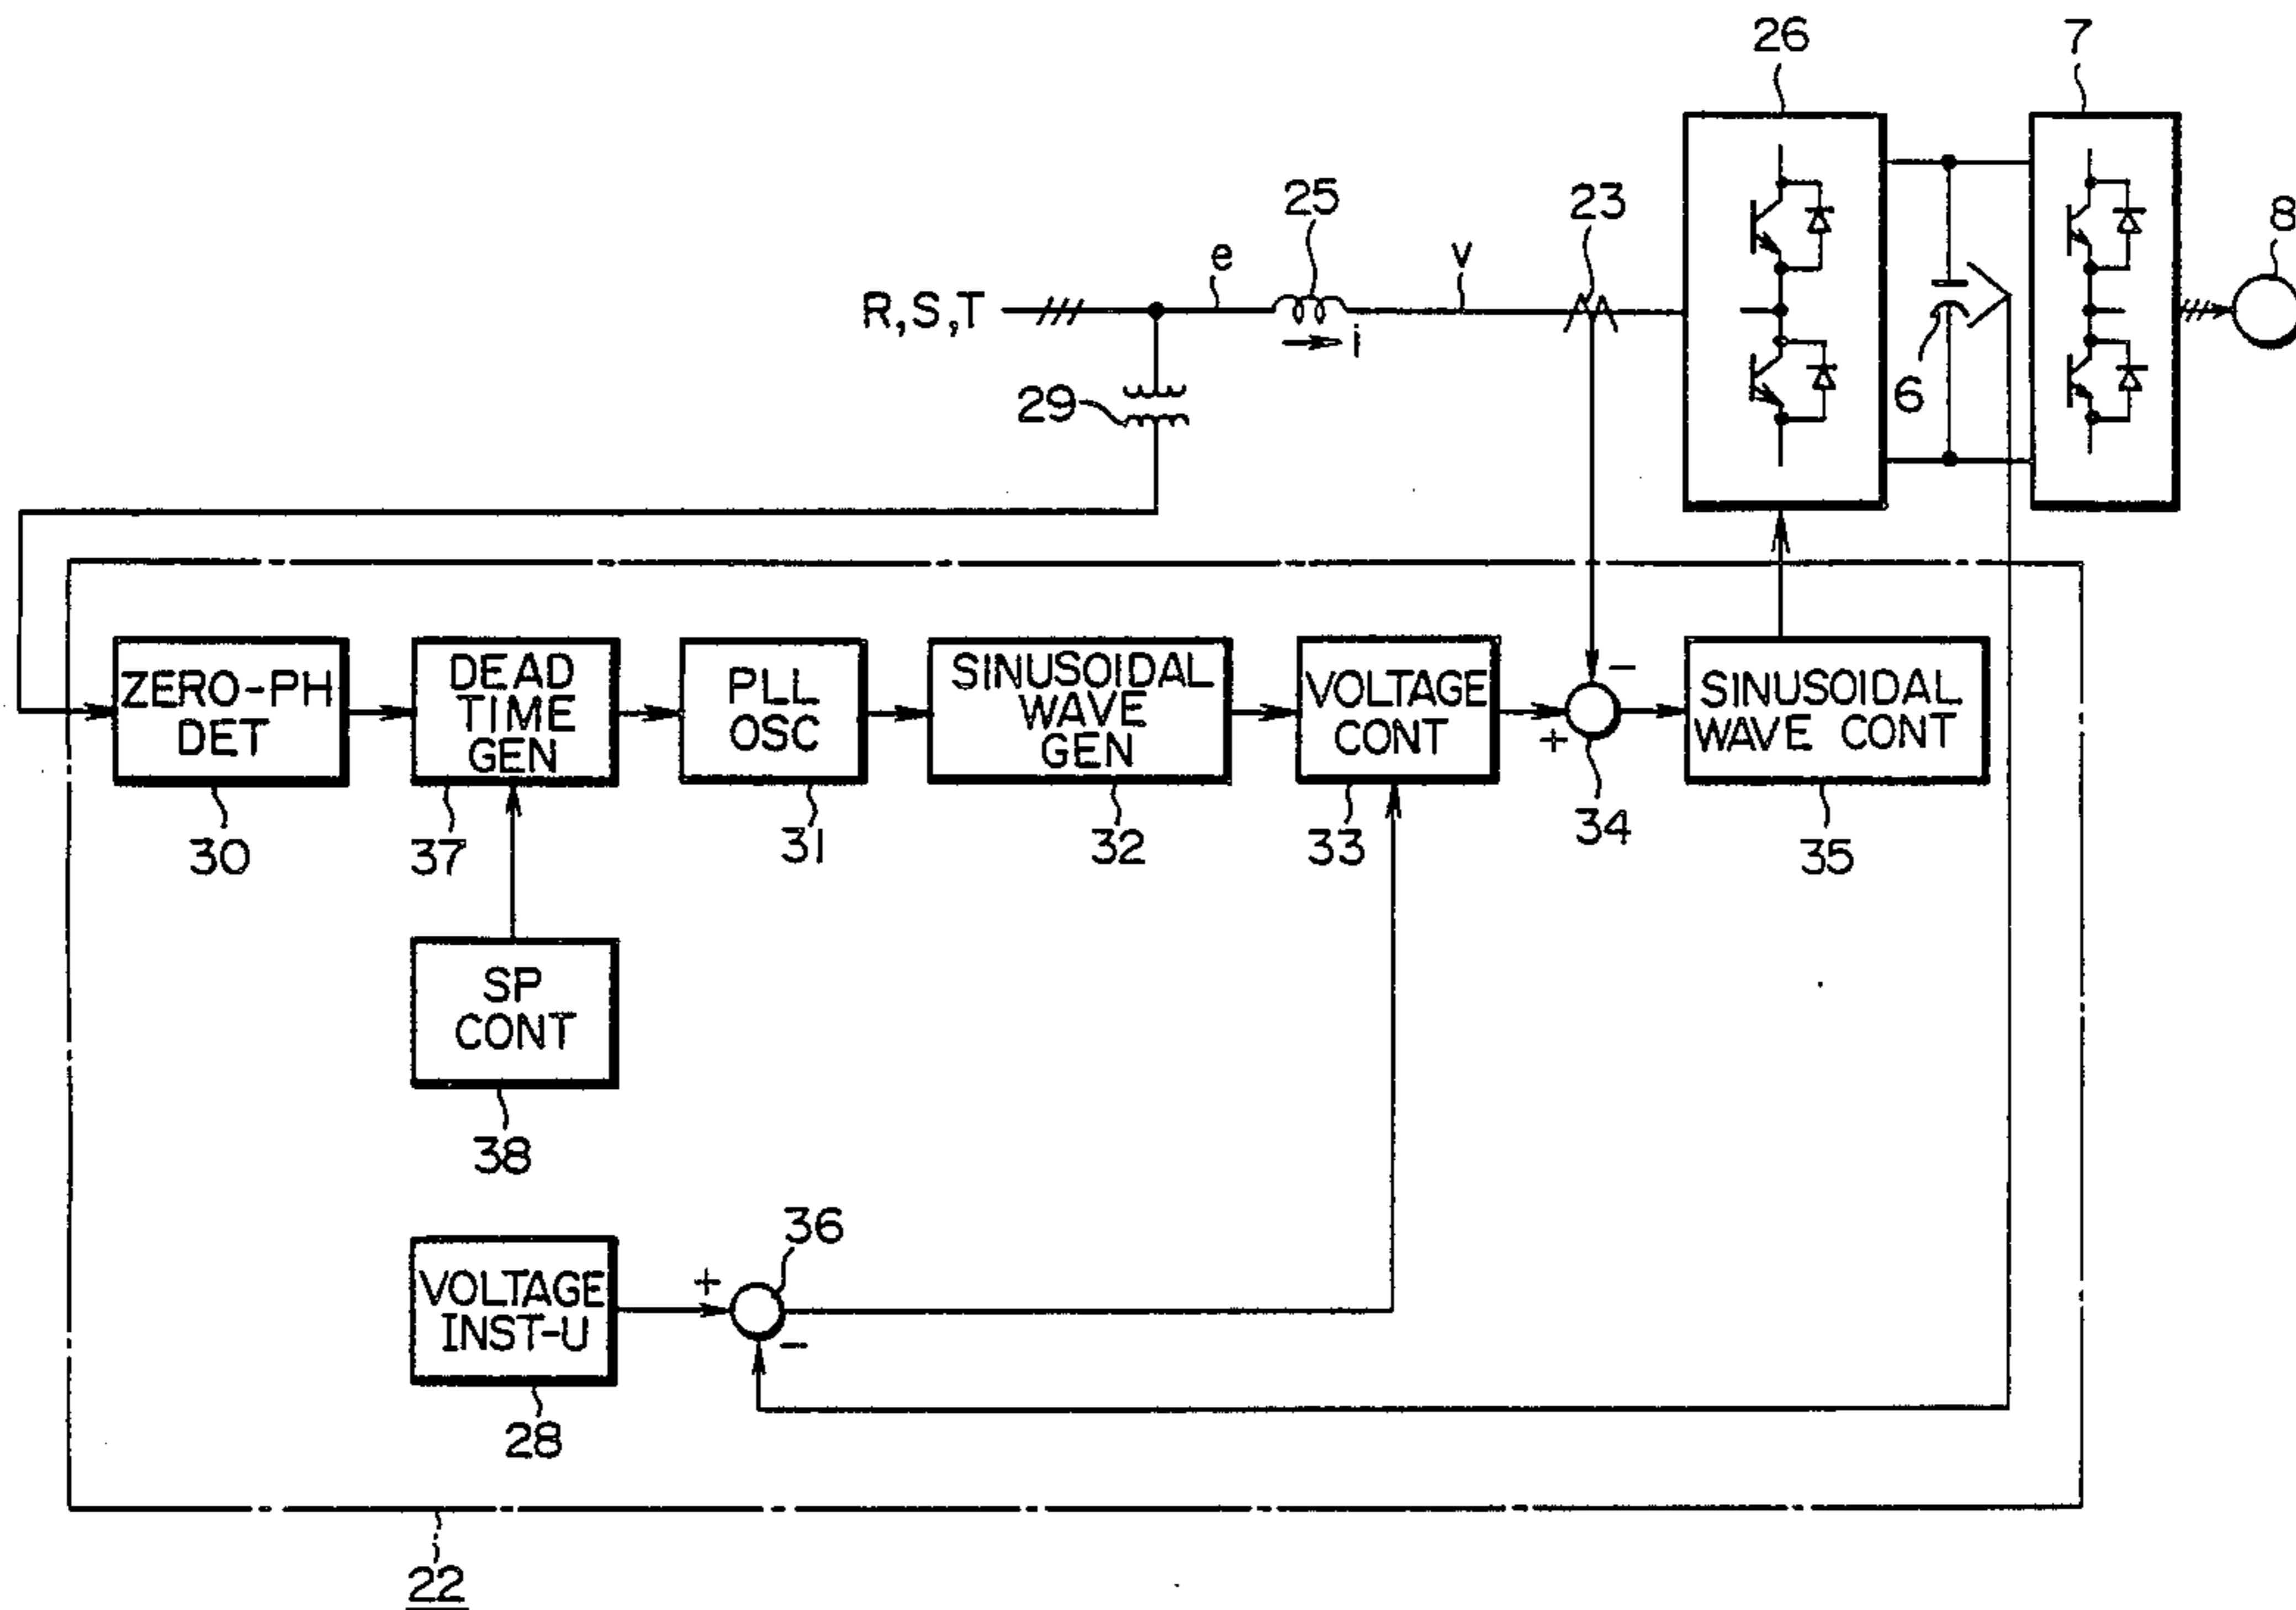 26
7
25
23
8
e
v
R,S,T
i
29
6
ZERO-PH
DET
DEAD
TIME
GEN
PLL
OSC
SINUSOIDAL
WAVE
GEN
VOLTAGE
CONT
−
+
SINUSOIDAL
WAVE CONT
30
37
31
32
33
34
35
SP
CONT
38
36
VOLTAGE
INST-U
+
−
28
22